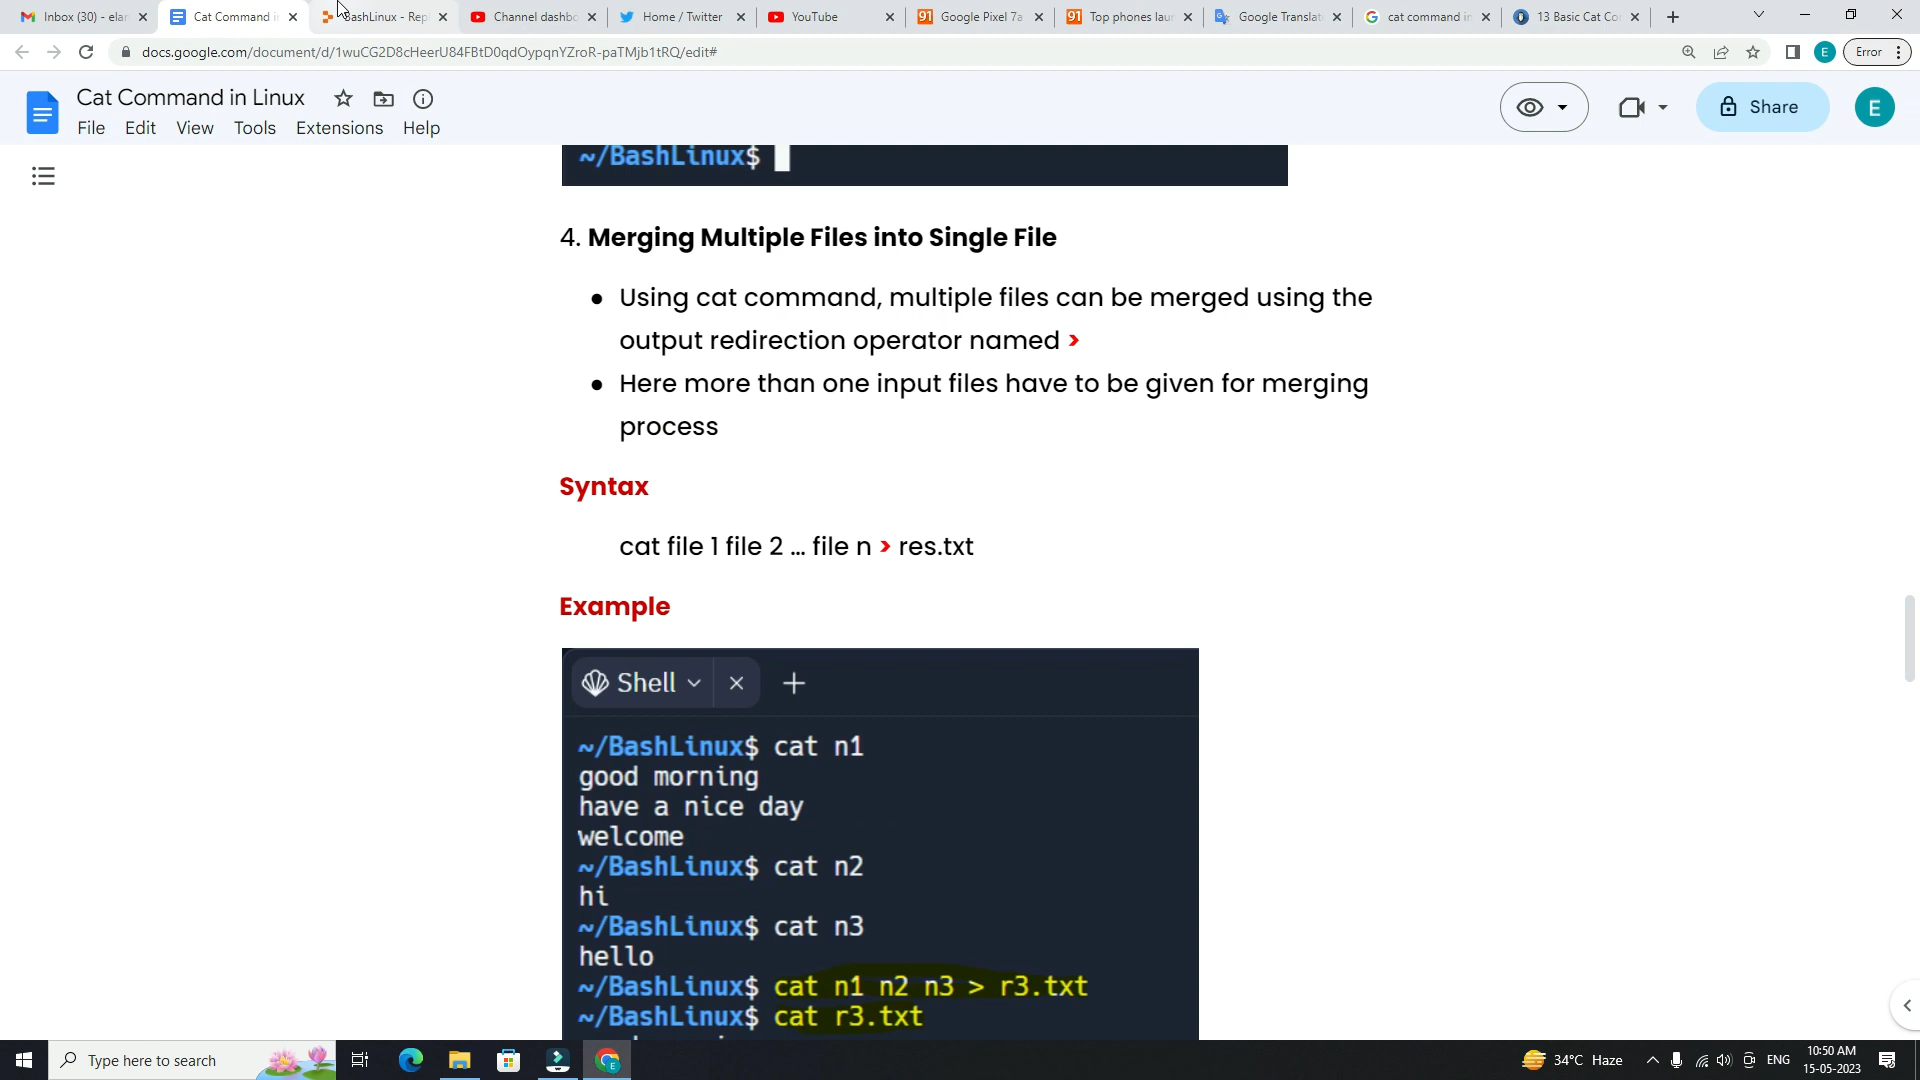 Inbox (30) - elan
Cat Command in
BashLinux - Repl
Channel dashbo
Home / Twitter
YouTube
Google Pixel 7a
Top phones laun
Google Translat
cat command in
13 Basic Cat Co
docs.google.com/document/d/1wuCG2D8cHeerU84FBtD0qdOypqnYZroR-paTMjb1tRQ/edit#
E
Error
Cat Command in Linux
File Edit View Tools Extensions Help
Share
E
~/BashLinux$
4. Merging Multiple Files into Single File
● Using cat command, multiple files can be merged using the
output redirection operator named >
● Here more than one input files have to be given for merging
process
Syntax
cat file 1 file 2 … file n > res.txt
Example
Shell
~/BashLinux$ cat n1
good morning
have a nice day
welcome
~/BashLinux$ cat n2
hi
~/BashLinux$ cat n3
hello
~/BashLinux$ cat n1 n2 n3 > r3.txt
~/BashLinux$ cat r3.txt
Type here to search
34°C Haze
ENG
10:50 AM
15-05-2023